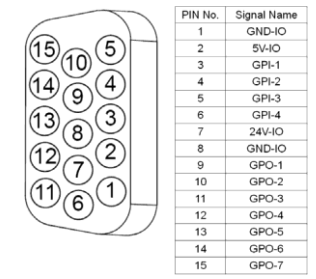 15
5
10
14
4
9
13
3
8
12
2
7
11
1
6
PIN No. Signal Name
1 GND-IO
2 5V-IO
3 GPI-1
4 GPI-2
5 GPI-3
6 GPI-4
7 24V-IO
8 GND-IO
9 GPO-1
10 GPO-2
11 GPO-3
12 GPO-4
13 GPO-5
14 GPO-6
15 GPO-7